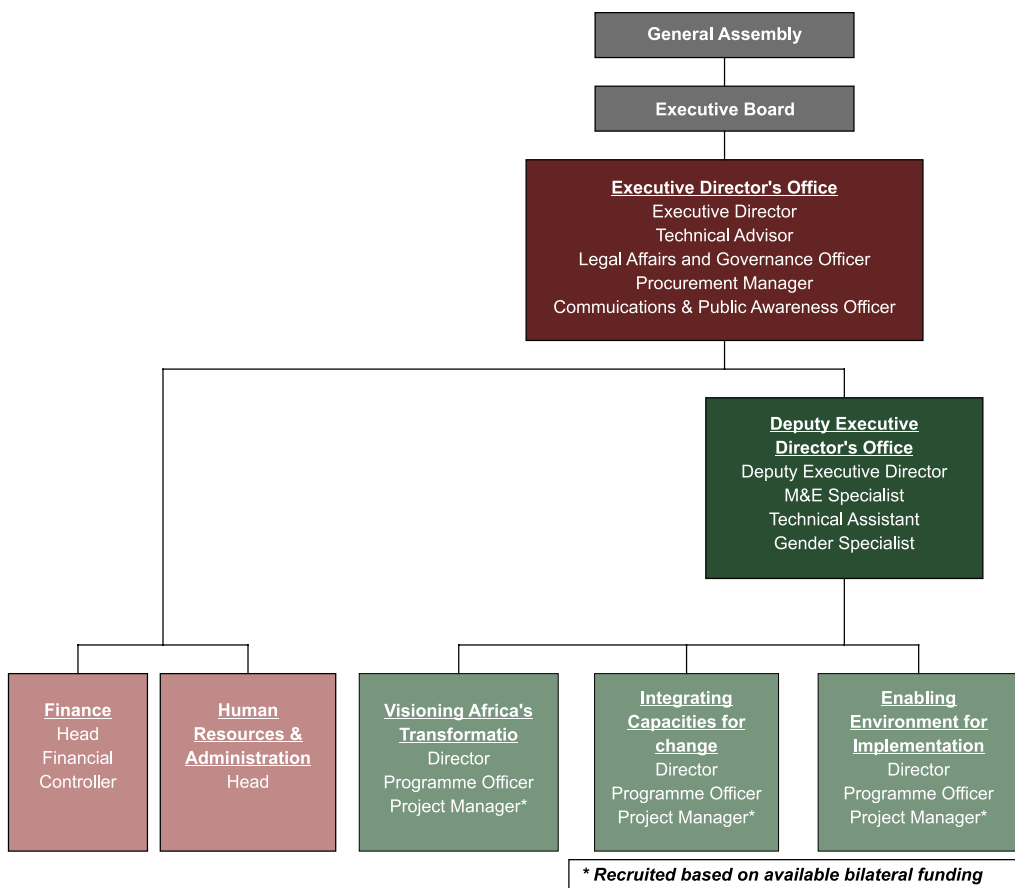 General Assembly
Executive Board
Executive Director's Office
Executive Director
Technical Advisor
Legal Affairs and Governance Officer
Procurement Manager
Commuications & Public Awareness Officer
Deputy Executive
Director's Office
Deputy Executive Director
M&E Specialist
Technical Assistant
Gender Specialist
Finance
Head
Financial
Controller
Human
Resources &
Administration
Head
Visioning Africa's
Transformatio
Director
Programme Officer
Project Manager*
Integrating
Capacities for
change
Director
Programme Officer
Project Manager*
Enabling
Environment for
Implementation
Director
Programme Officer
Project Manager*
* Recruited based on available bilateral funding